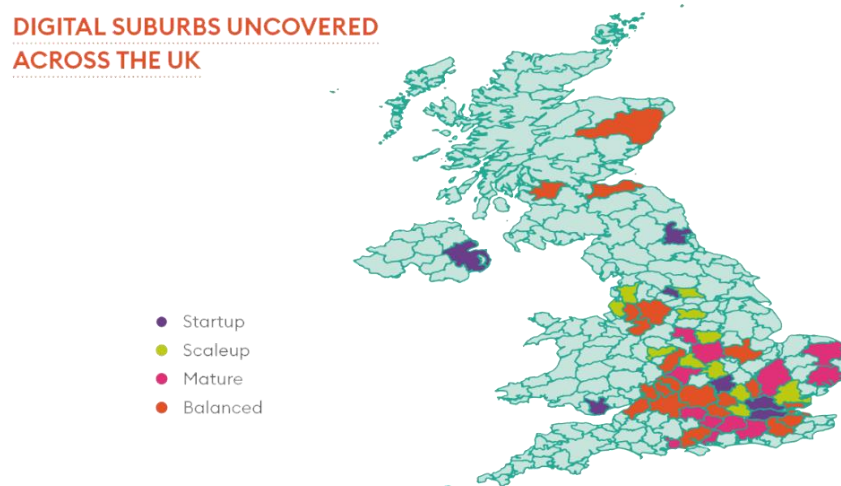 DIGITAL SUBURBS UNCOVERED
ACROSS THE UK
Startup
Scaleup
Mature
Balanced